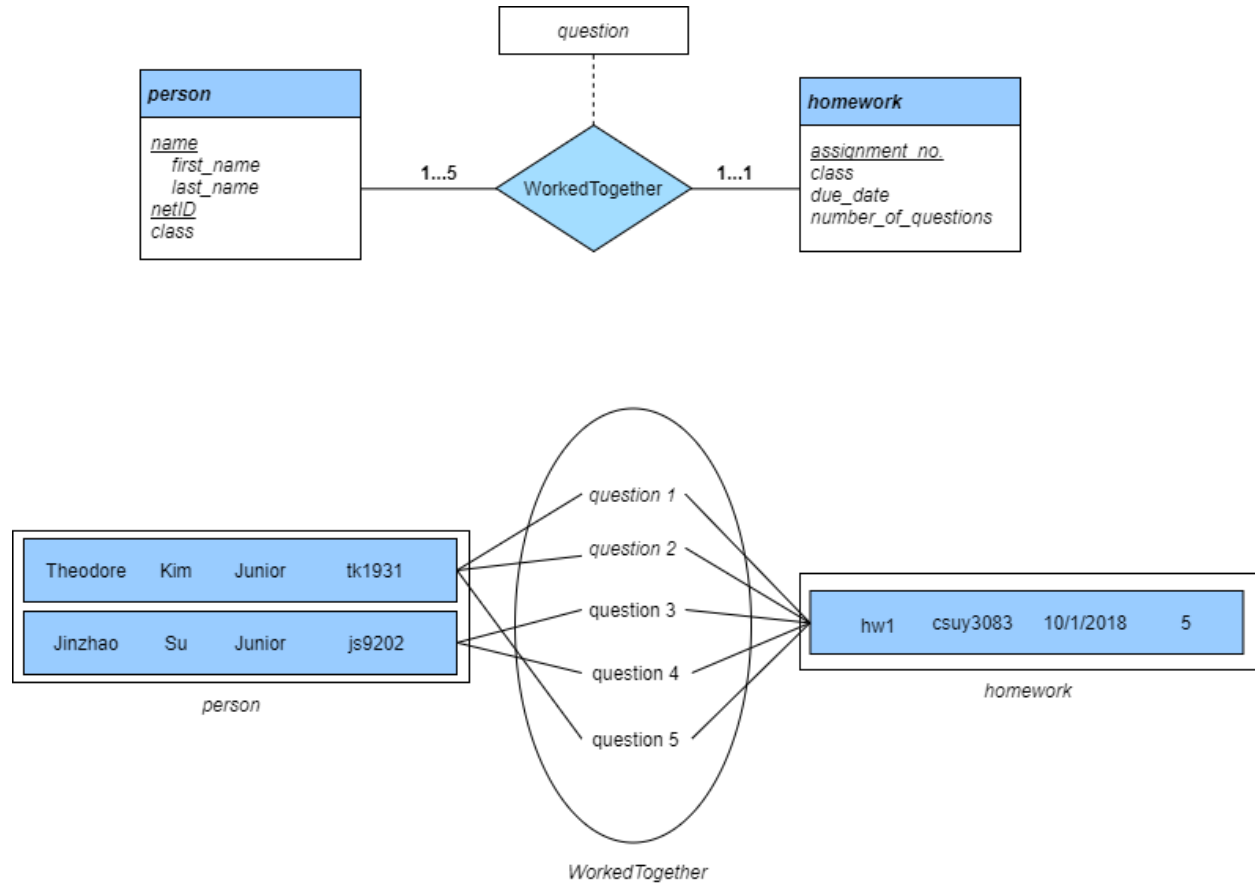 question
person
name
first_name
last_name
netID
class
1...5
WorkedTogether
1...1
homework
assignment_no.
class
due_date
number_of_questions
question 1
question 2
question 3
question 4
question 5
Theodore Kim Junior tk1931
Jinzhao Su Junior js9202
person
hw1 csuy3083 10/1/2018 5
homework
WorkedTogether